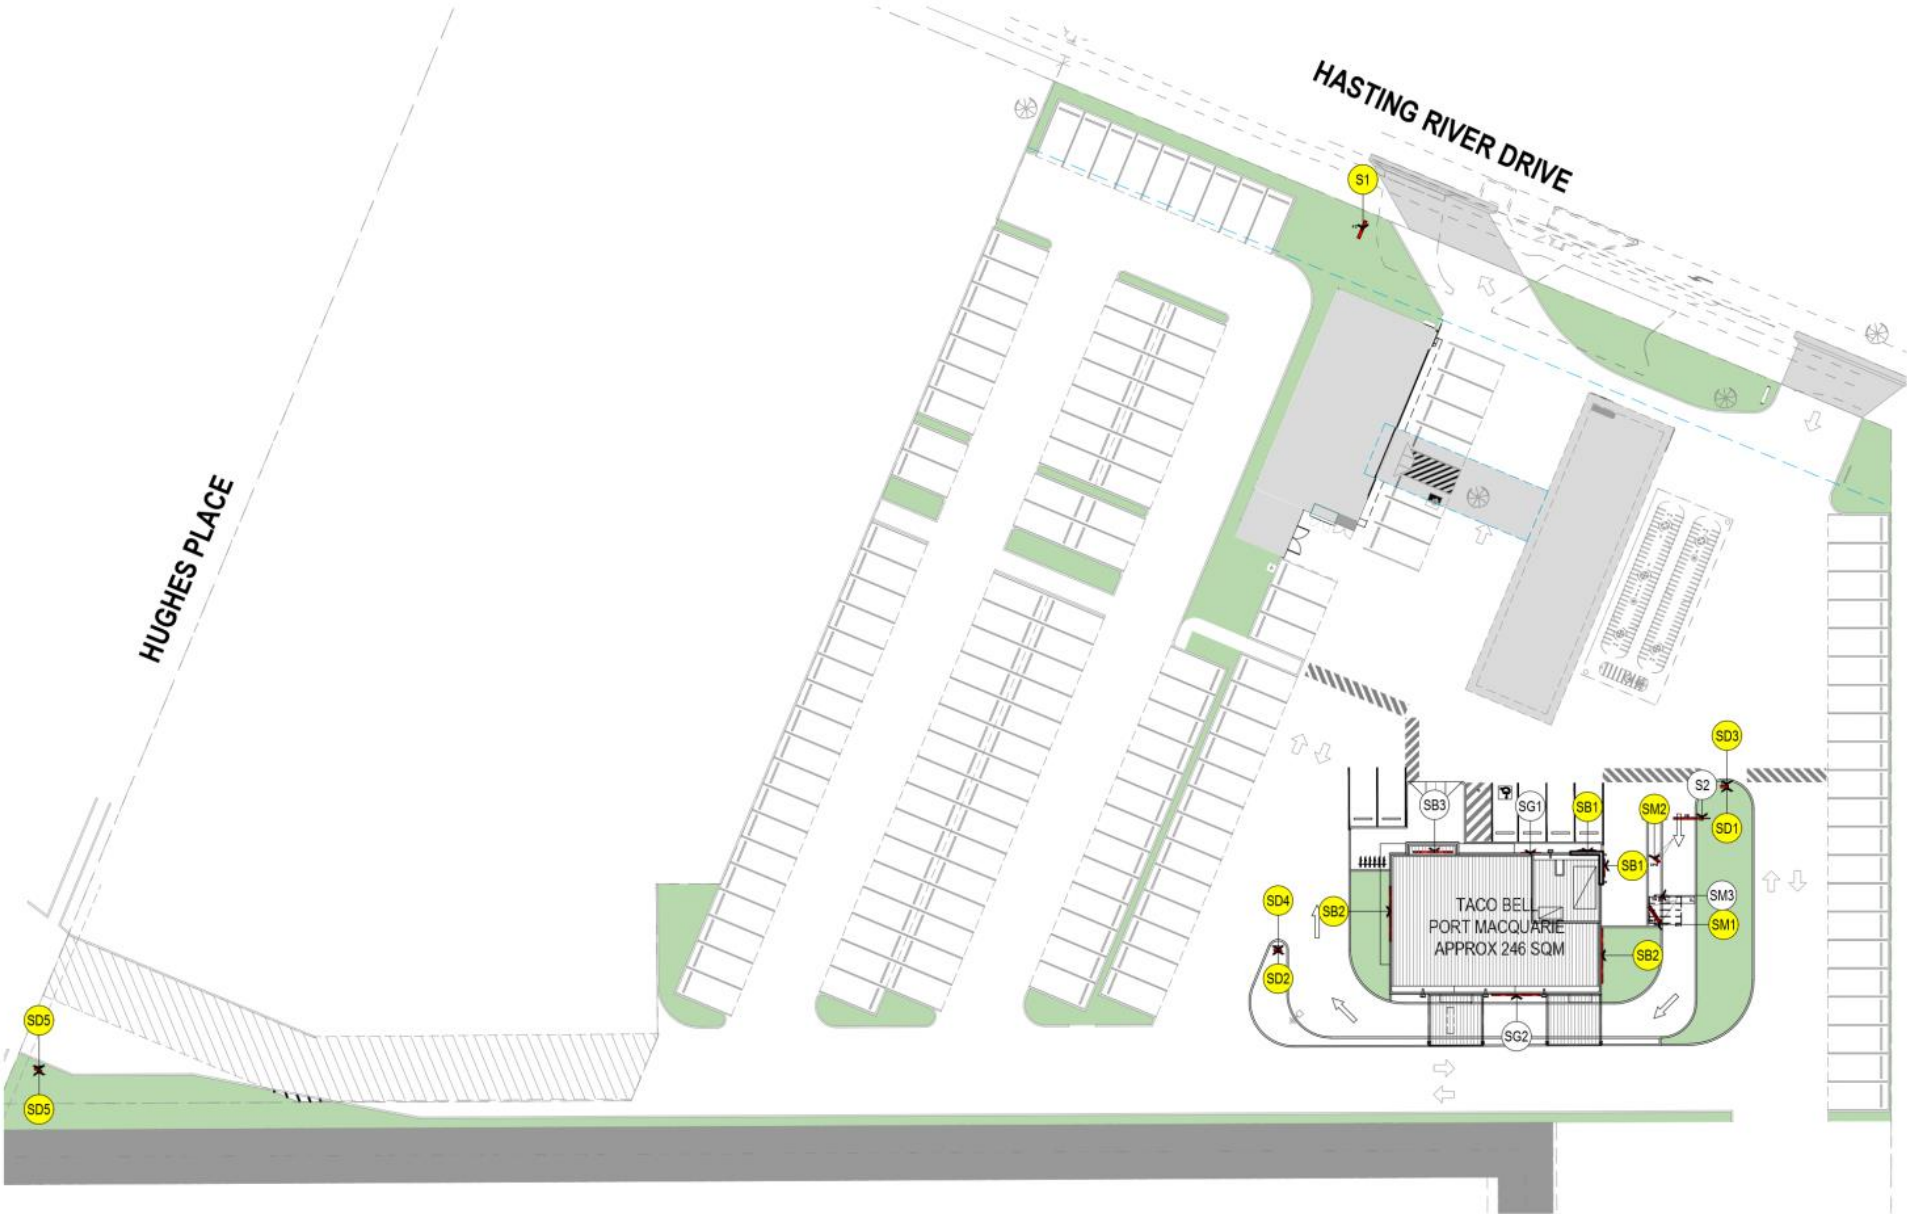 HASTING RIVER DRIVE
S1
HUGHES PLACE
SD3
S2
SB3
SG1
SB1
SM2
SD1
SB1
SM3
SD4
SB2
TACO BELL
PORT MACQUARIE
APPROX 246 SQM
SM1
SB2
SD2
SG2
SD5
SD5